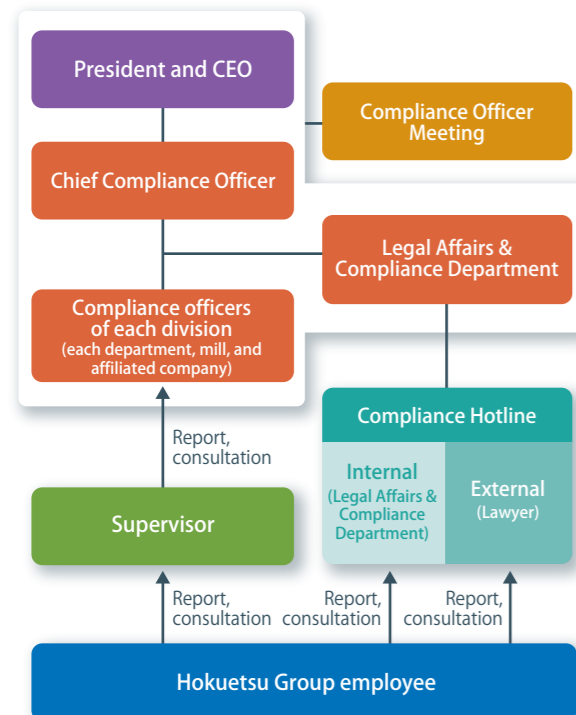 President and CEO
Compliance Officer
Meeting
Chief Compliance Officer
Legal Affairs &
Compliance Department
Compliance officers
of each division
(each department, mill, and
affiliated company)
Report,
consultation
Compliance Hotline
Internal
(Legal Affairs &
Compliance
Department)
External
(Lawyer)
Supervisor
Report,
consultation
Report,
consultation
Report,
consultation
Hokuetsu Group employee